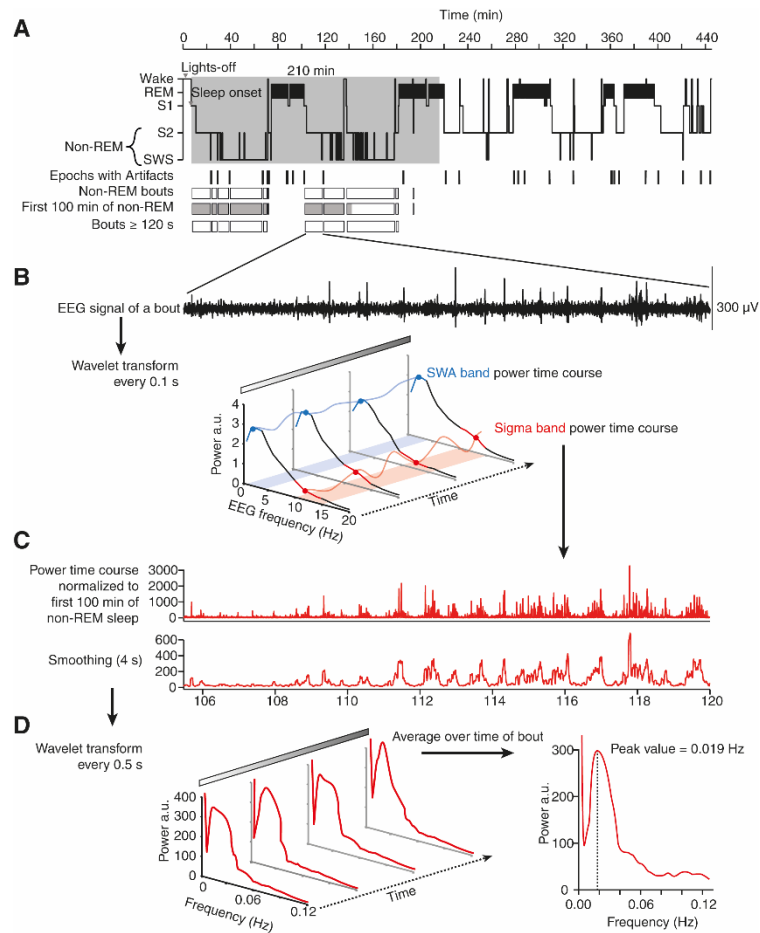 A
Time (min)
0 40 80 120 160 200 240 280 320 360 400 440
Lights-off
210 min
Wake
REM
Sleep onset
S1
S2
Non-REM
SWS
Epochs with Artifacts
Non-REM bouts
First 100 min of non-REM
Bouts ≥ 120 s
B
EEG signal of a bout
300 µV
Wavelet transform
every 0.1 s
SWA band power time course
Sigma band power time course
Power a.u.
4
3
2
1
0
0 5 10 15 20
EEG frequency (Hz)
Time
C
Power time course
normalized to
first 100 min of
non-REM sleep
3000
2000
1000
0
Smoothing (4 s)
600
400
200
0
106 108 110 112 114 116 118 120
D
Wavelet transform
every 0.5 s
Average over time of bout
Power a.u.
400
300
200
100
0
0 0.06 0.12
Frequency (Hz)
Time
Peak value = 0.019 Hz
Power a.u.
300
200
100
0
0.00 0.06 0.12
Frequency (Hz)